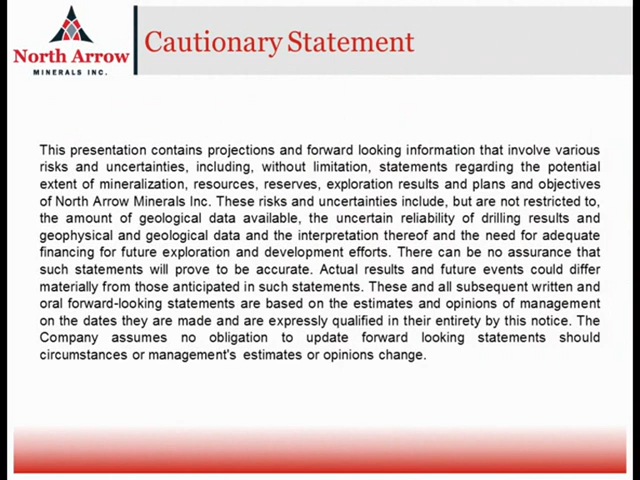 North Arrow
MINERALS INC.
Cautionary Statement
This presentation contains projections and forward looking information that involve various
risks and uncertainties, including, without limitation, statements regarding the potential
extent of mineralization, resources, reserves, exploration results and plans and objectives
of North Arrow Minerals Inc. These risks and uncertainties include, but are not restricted to,
the amount of geological data available, the uncertain reliability of drilling results and
geophysical and geological data and the interpretation thereof and the need for adequate
financing for future exploration and development efforts. There can be no assurance that
such statements will prove to be accurate. Actual results and future events could differ
materially from those anticipated in such statements. These and all subsequent written and
oral forward-looking statements are based on the estimates and opinions of management
on the dates they are made and are expressly qualified in their entirety by this notice. The
Company assumes no obligation to update forward looking statements should
circumstances or management's estimates or opinions change.